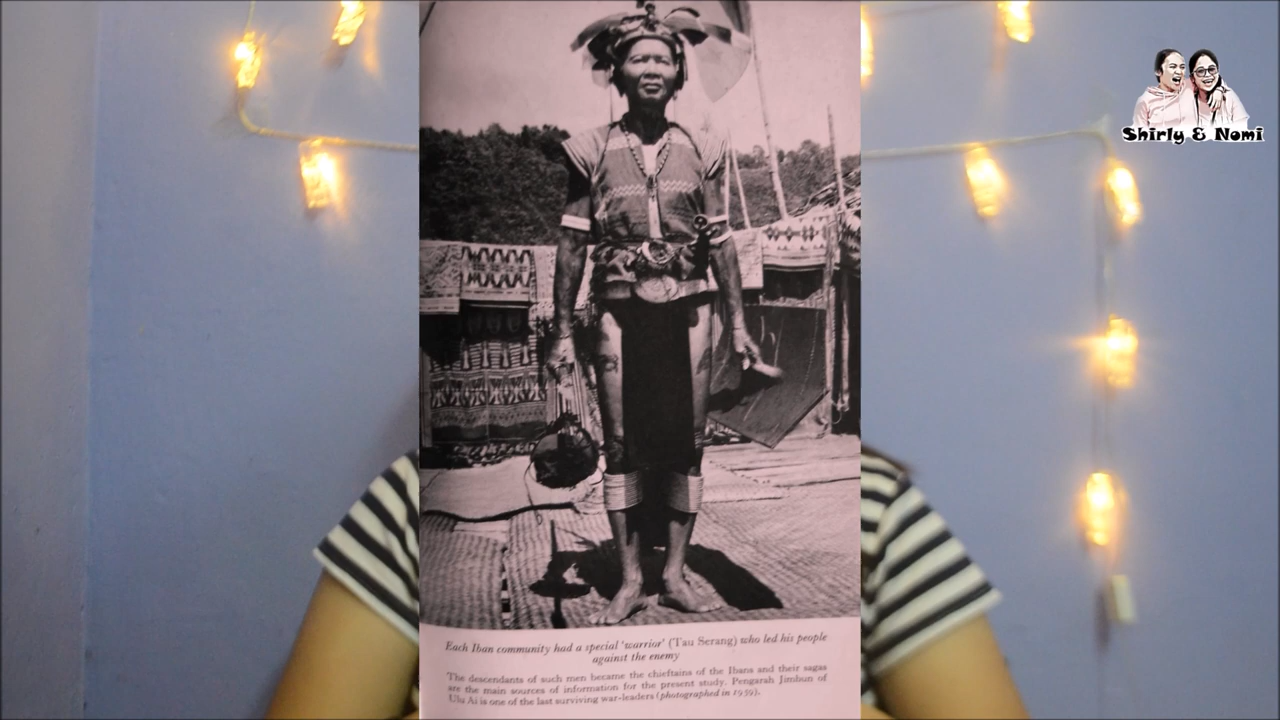 Shirly & Nomi
Each Iban community had a special 'warrior' (Tau Serang) who led his people
against the enemy
The descendants of such men became the chieftains of the Ibans and their sagas
are the main sources of information for the present study. Pengarah Jimbun of
Ulu Ai is one of the last surviving war-leaders (photographed in 1959).